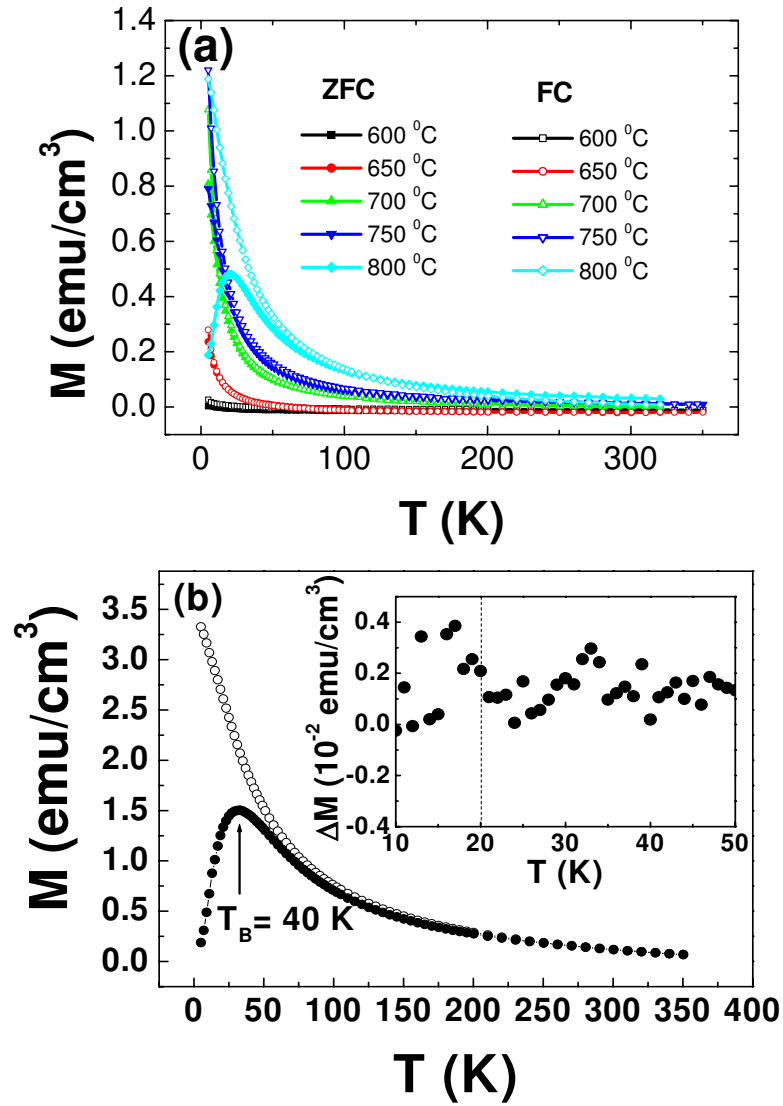 (a)
1.4
1.2
1.0
0.8
0.6
0.4
0.2
0.0
M (emu/cm³)
ZFC FC
600 ⁰C 600 ⁰C
650 ⁰C 650 ⁰C
700 ⁰C 700 ⁰C
750 ⁰C 750 ⁰C
800 ⁰C 800 ⁰C
0 100 200 300
T (K)
(b)
3.5
3.0
2.5
2.0
1.5
1.0
0.5
0.0
M (emu/cm³)
0.4
0.2
0.0
-0.2
-0.4
ΔM (10⁻² emu/cm³)
10 20 30 40 50
T (K)
T_B = 40 K
0 50 100 150 200 250 300 350 400
T (K)